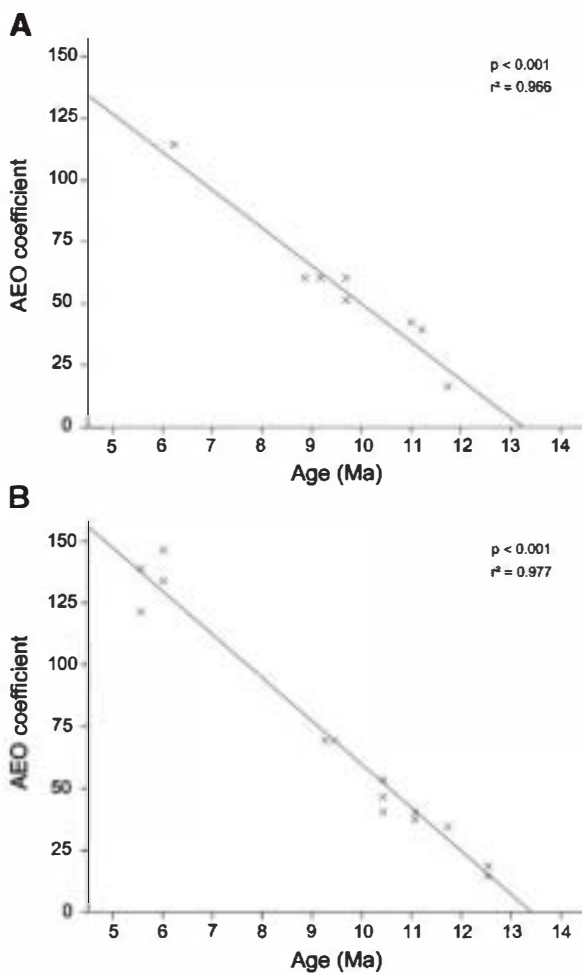 A
150
125
100
75
50
25
0
AEO coefficient
p < 0.001
r² = 0.966
5 6 7 8 9 10 11 12 13 14
Age (Ma)
B
150
125
100
75
50
25
0
AEO coefficient
p < 0.001
r² = 0.977
5 6 7 8 9 10 11 12 13 14
Age (Ma)